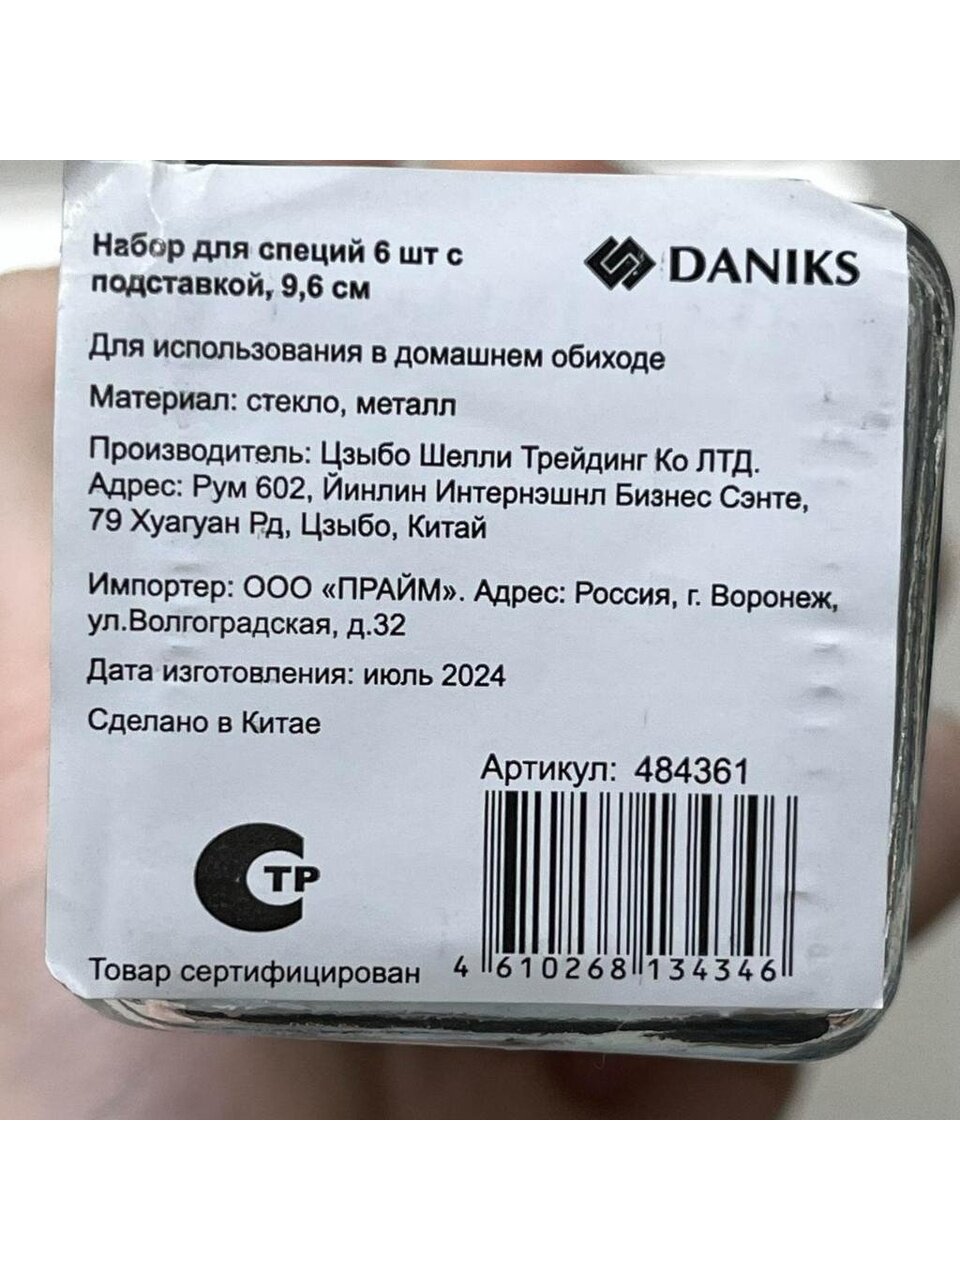 Набор для специй 6 шт с
подставкой, 9,6 см
DANIKS
Для использования в домашнем обиходе
Материал: стекло, металл
Производитель: Цзыбо Шелли Трейдинг Ко ЛТД.
Адрес: Рум 602, Йинлин Интернэшнл Бизнес Сэнте,
79 Хуагуан Рд, Цзыбо, Китай
Импортер: ООО «ПРАЙМ». Адрес: Россия, г. Воронеж,
ул.Волгоградская, д.32
Дата изготовления: июль 2024
Сделано в Китае
Артикул: 484361
СТР
Товар сертифицирован
4 610268 134346